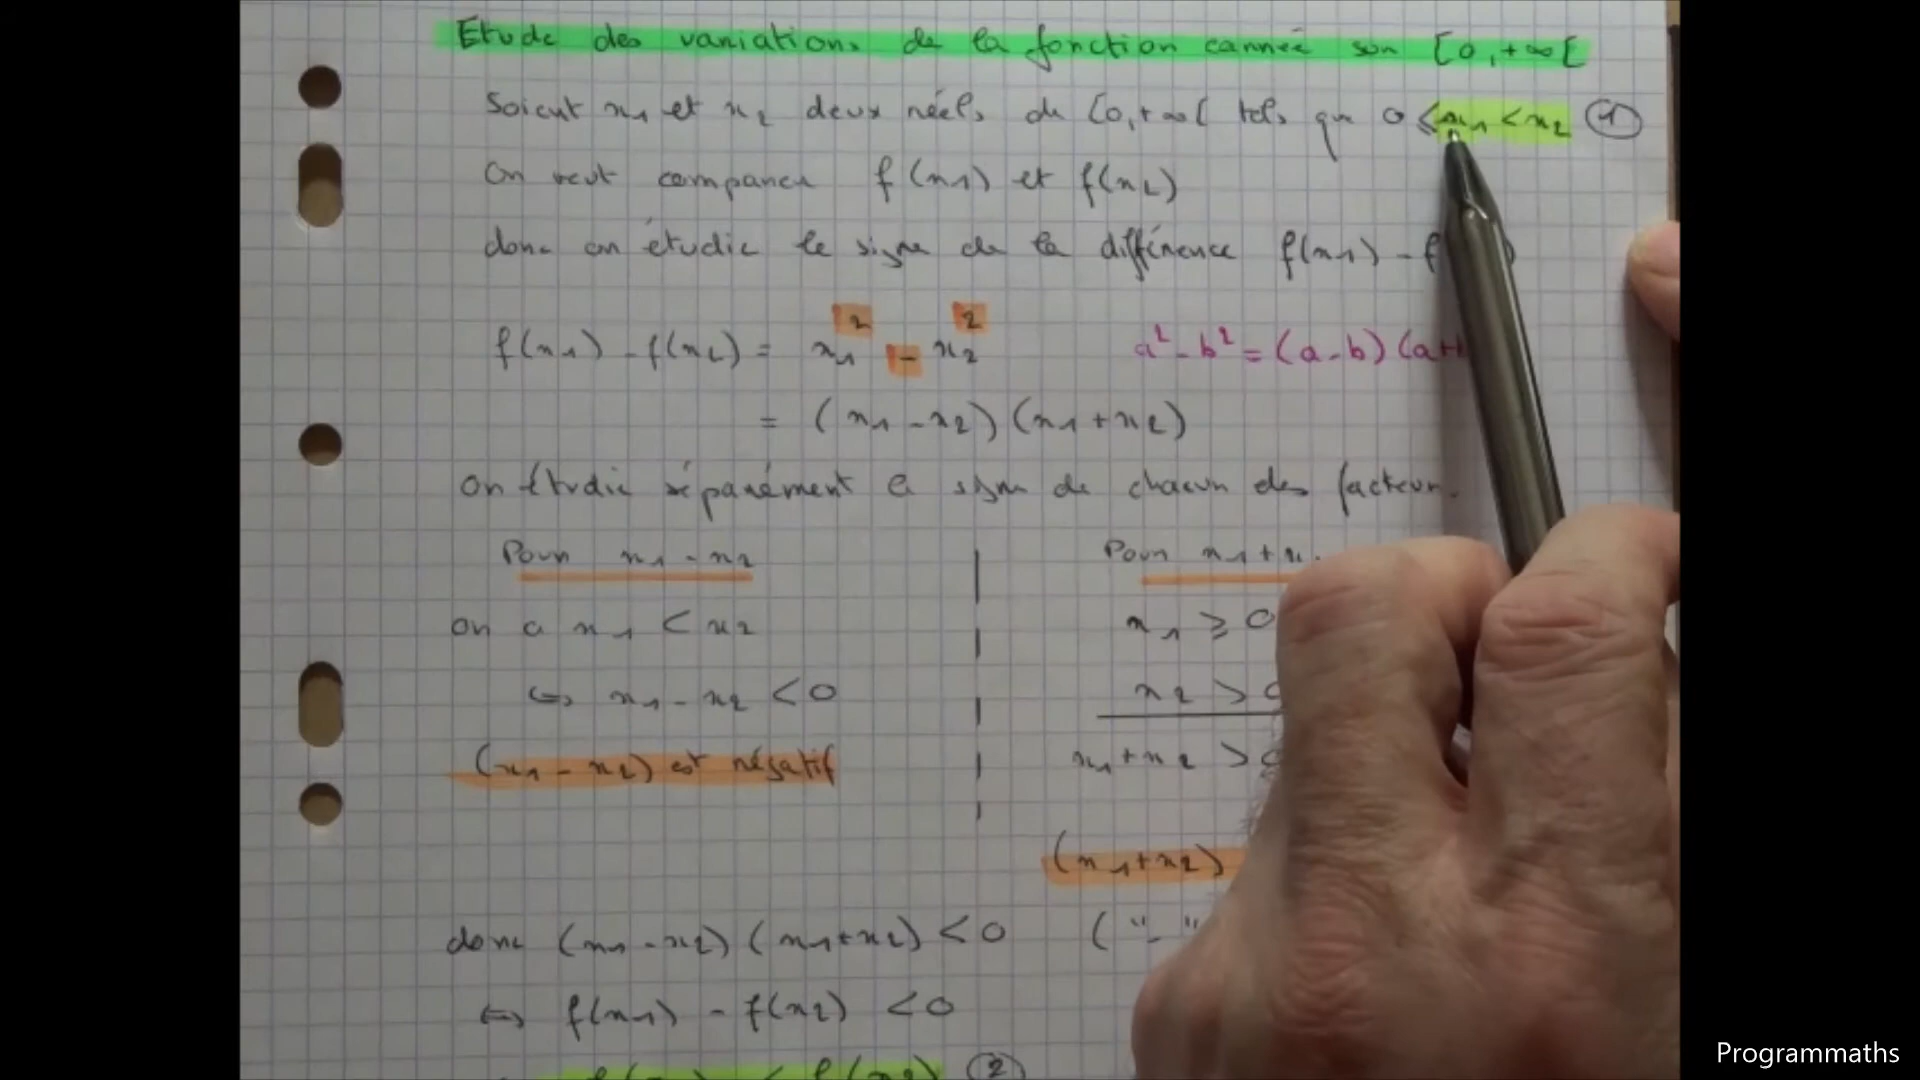 Etude des variations de la fonction carrée sur [0,+∞[
Soient x₁ et x₂ deux réels de [0,+∞[ tels que 0 ≤ x₁ < x₂ ①
On veut comparer f(x₁) et f(x₂)
donc on étudie le signe de la différence f(x₁) - f
f(x₁) - f(x₂) = x₁² - x₂²
a² - b² = (a-b)(a+
= (x₁ - x₂)(x₁ + x₂)
On étudie séparément le signe de chacun des facteurs.
Pour x₁ - x₂
Pour x₁ + x
on a x₁ < x₂
x₁ ≥ 0
⇔ x₁ - x₂ < 0
x₂ >
x₁ + x₂ >
(x₁ - x₂) est négatif
(x₁ + x₂)
donc (x₁ - x₂)(x₁ + x₂) < 0 ( "-"
⇔ f(x₁) - f(x₂) < 0
②
Programmaths